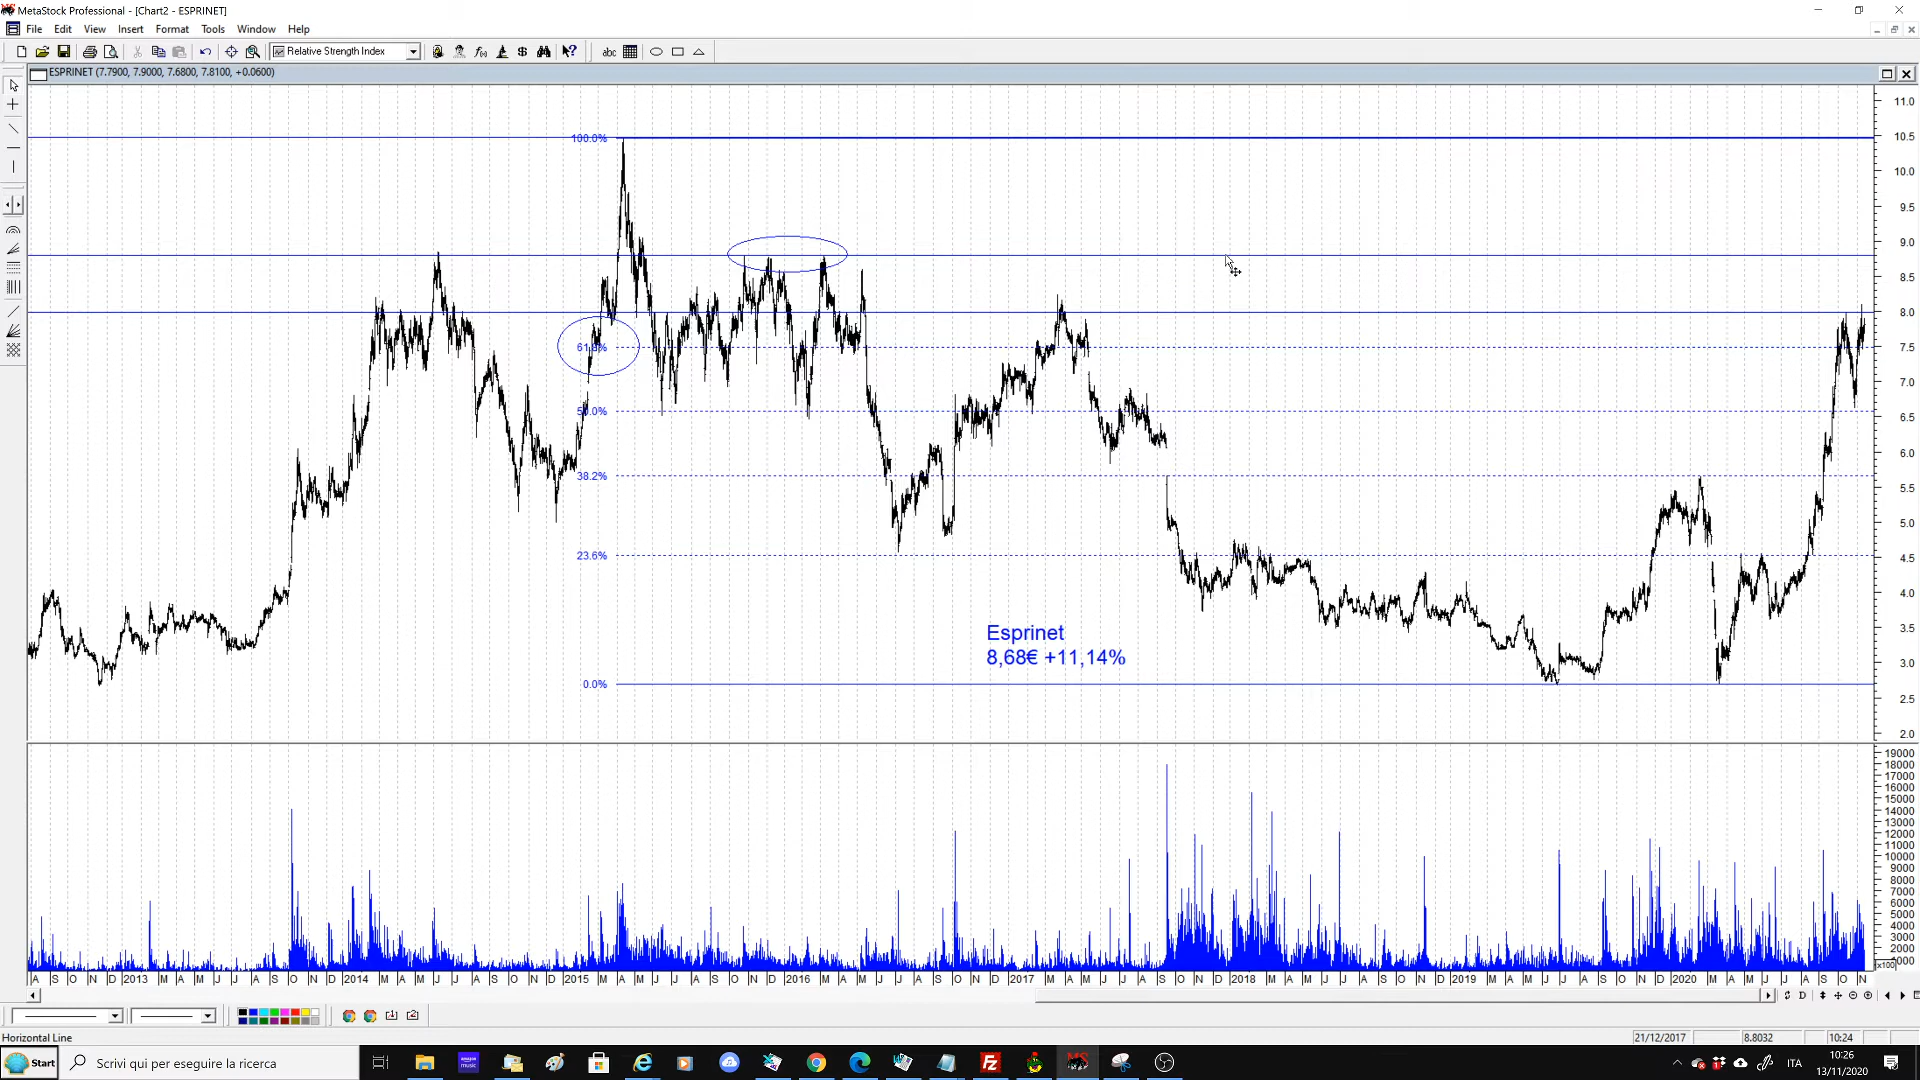 MetaStock Professional - [Chart2 - ESPRINET]
File Edit View Insert Format Tools Window Help
Relative Strength Index
abc
ESPRINET (7.7900, 7.9000, 7.6800, 7.8100, +0.0600)
11.0
100.0%
10.5
10.0
9.5
9.0
8.5
8.0
61.8%
7.5
7.0
50.0%
6.5
6.0
38.2%
5.5
5.0
23.6%
4.5
4.0
Esprinet
8,68€ +11,14%
3.5
3.0
0.0%
2.5
2.0
19000
18000
17000
16000
15000
14000
13000
12000
11000
10000
9000
8000
7000
6000
5000
4000
3000
2000
1000
x100
A S O N D 2013 M A M J J A S O N D 2014 M A M J J A S O N D 2015 M A M J J A S O N D 2016 M A M J J A S O N D 2017 M A M J J A S O N D 2018 M A M J J A S O N D 2019 M A M J J A S O N D 2020 M A M J J A S O N
D
Horizontal Line
21/12/2017 8.8032 10:24
Start
Scrivi qui per eseguire la ricerca
amazon music
MS
ITA
10:26
13/11/2020